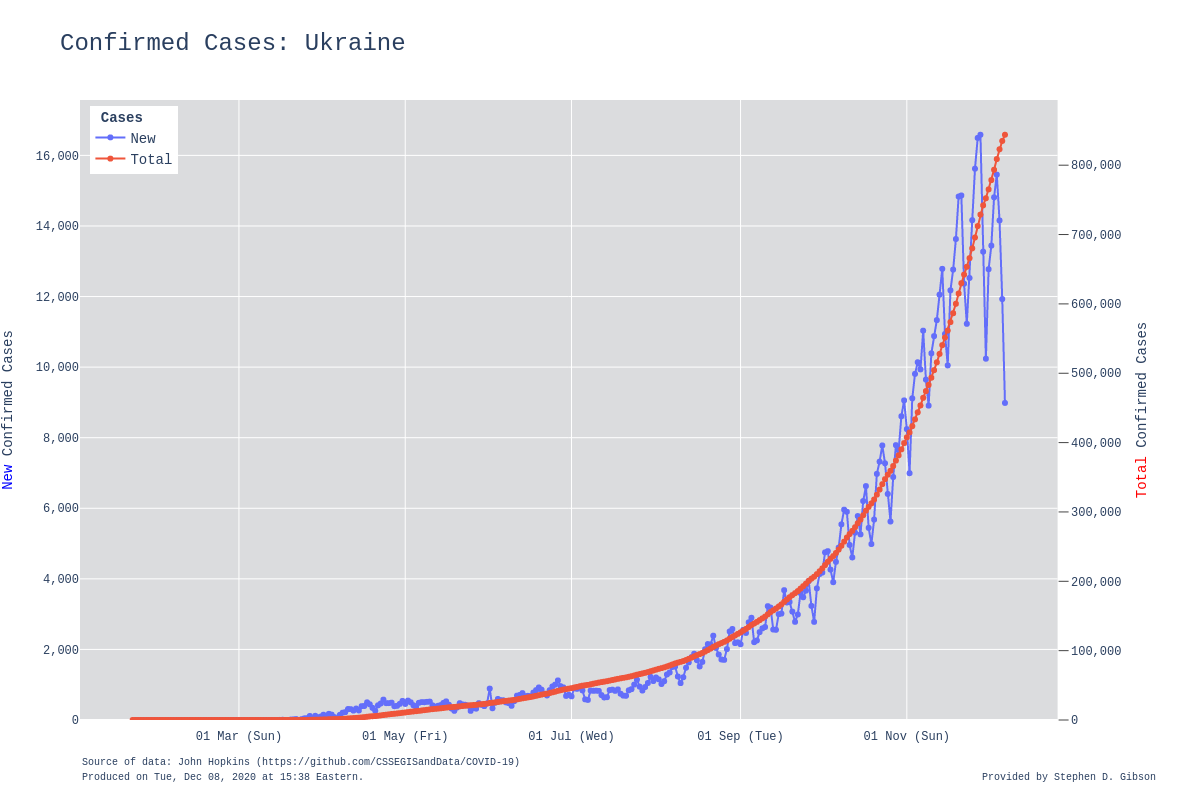 Confirmed Cases: Ukraine
Cases
New
Total
16,000
14,000
12,000
10,000
8,000
6,000
4,000
2,000
0
New Confirmed Cases
800,000
700,000
600,000
500,000
400,000
300,000
200,000
100,000
0
Total Confirmed Cases
01 Mar (Sun)
01 May (Fri)
01 Jul (Wed)
01 Sep (Tue)
01 Nov (Sun)
Source of data: John Hopkins (https://github.com/CSSEGISandData/COVID-19)
Produced on Tue, Dec 08, 2020 at 15:38 Eastern.
Provided by Stephen D. Gibson